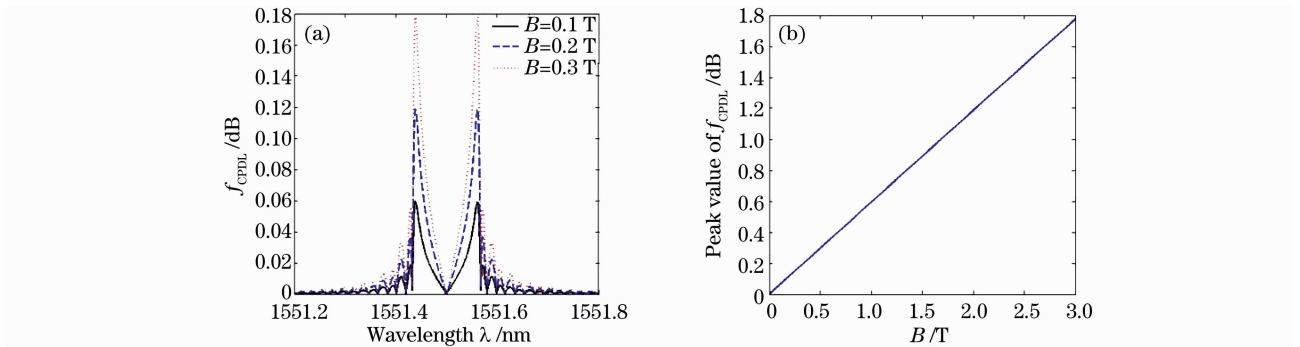 (a)
B=0.1 T
B=0.2 T
B=0.3 T
f_CPDL /dB
0.18
0.16
0.14
0.12
0.10
0.08
0.06
0.04
0.02
0
1551.2 1551.4 1551.6 1551.8
Wavelength λ /nm
(b)
Peak value of f_CPDL /dB
1.8
1.6
1.4
1.2
1.0
0.8
0.6
0.4
0.2
0
0 0.5 1.0 1.5 2.0 2.5 3.0
B /T